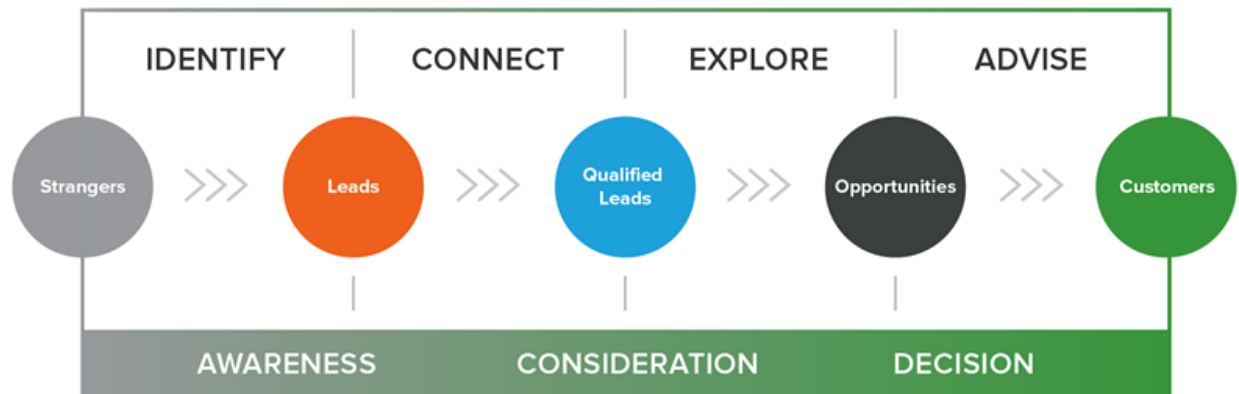 IDENTIFY CONNECT EXPLORE ADVISE
Strangers
Leads
Qualified
Leads
Opportunities
Customers
AWARENESS CONSIDERATION DECISION